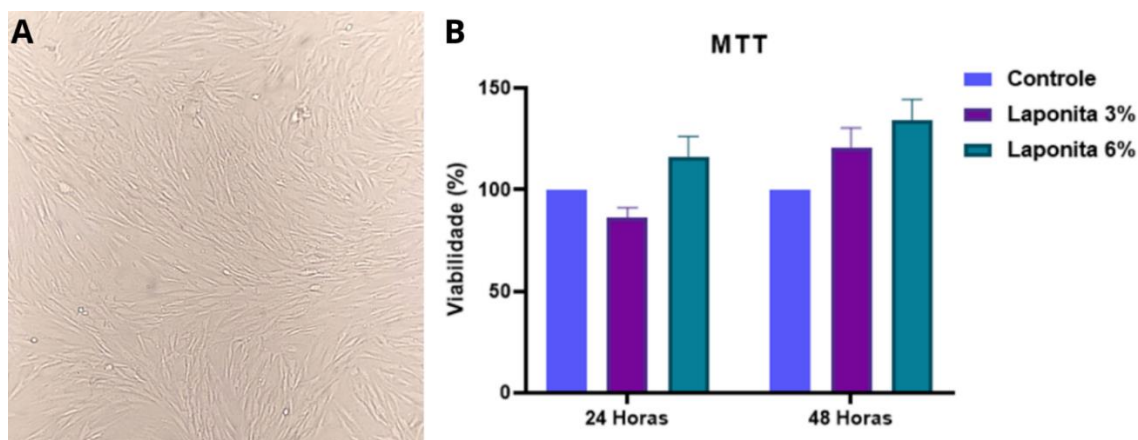 A
B
MTT
Controle
Laponita 3%
Laponita 6%
Viabilidade (%)
150
100
50
0
24 Horas
48 Horas